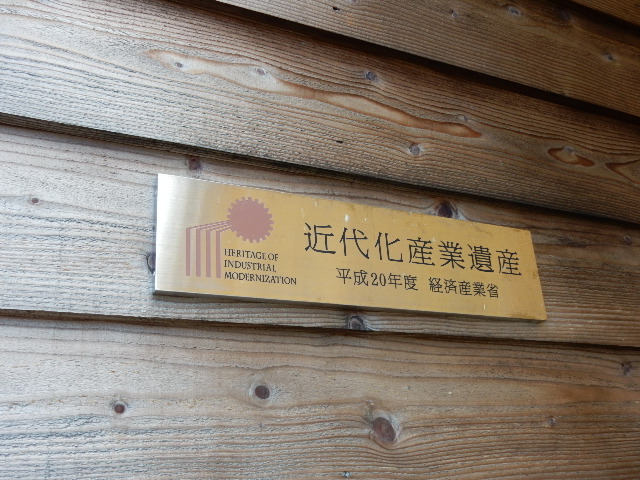 HERITAGE OF
INDUSTRIAL
MODERNIZATION
近代化産業遺産
平成20年度 経済産業省